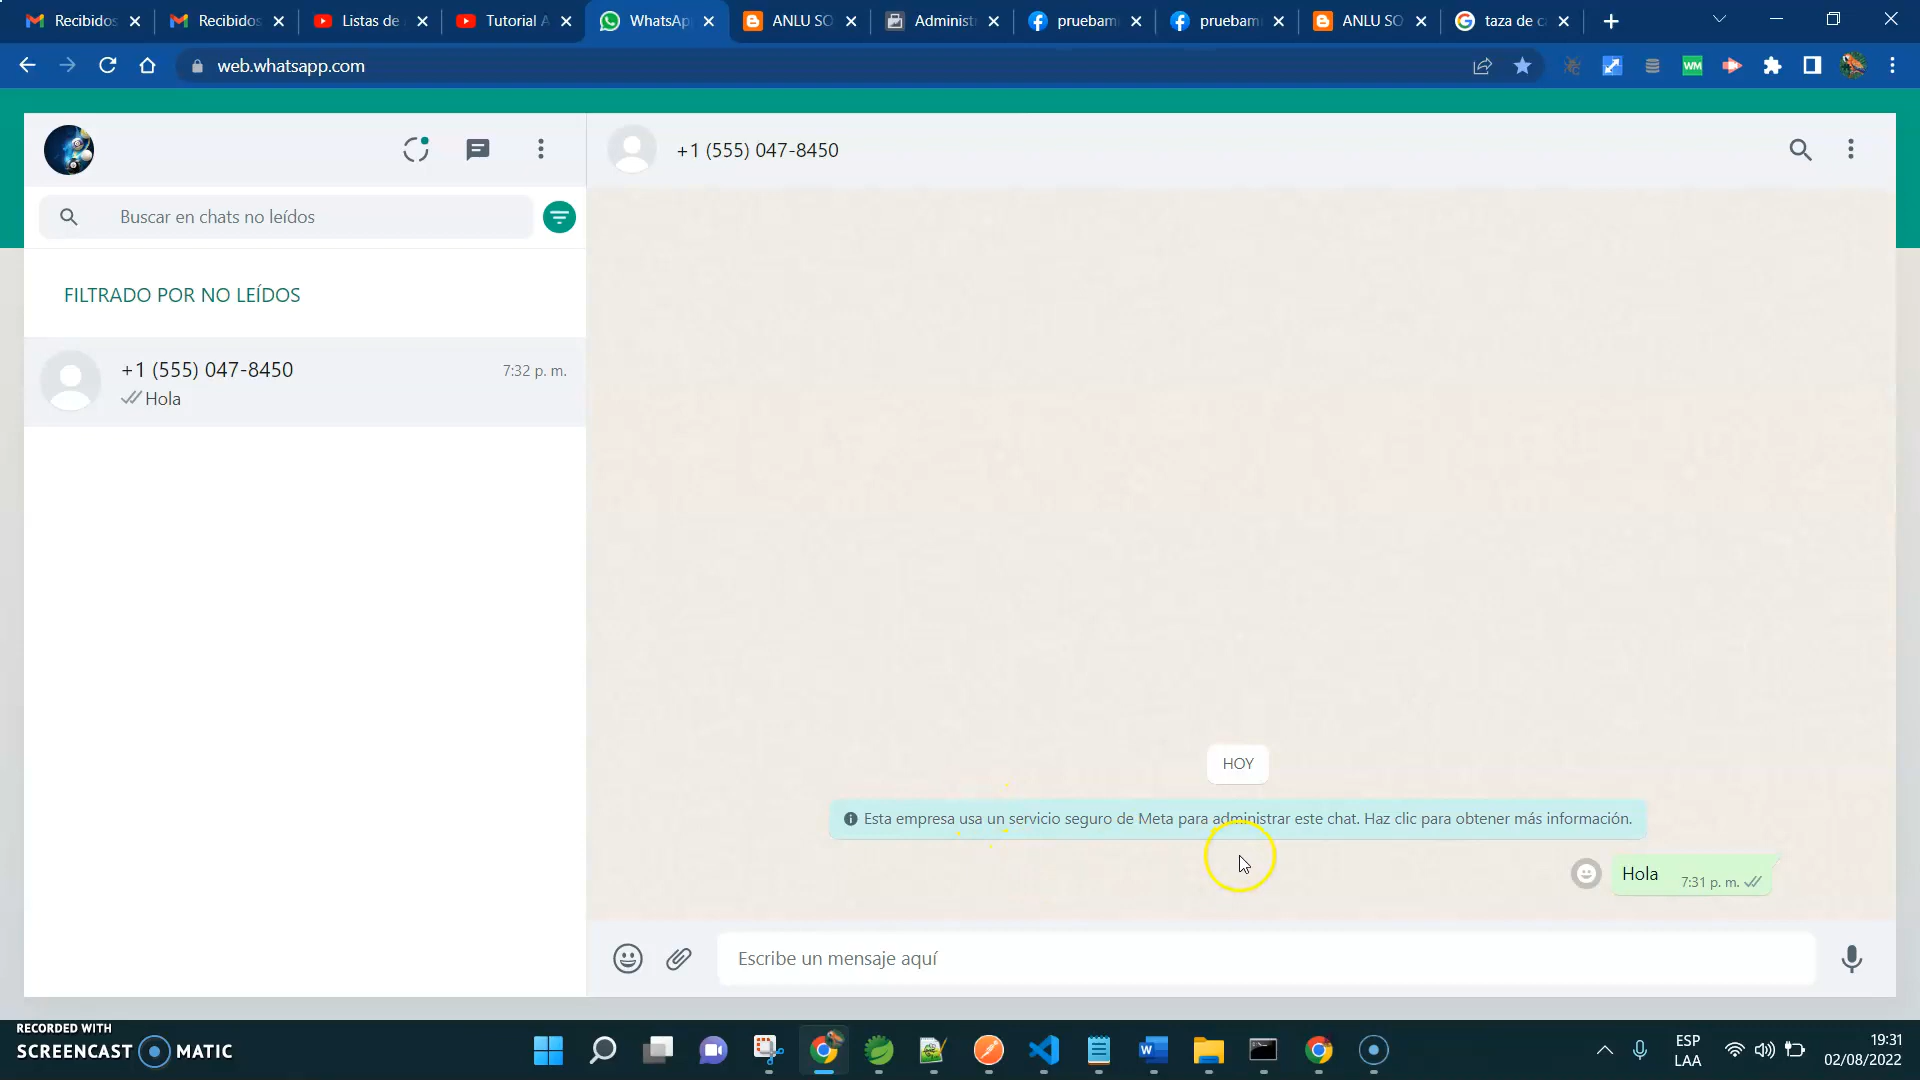 Recibidos
Recibidos
Listas de
Tutorial A
WhatsAp
ANLU SO
Administ
pruebam
pruebam
ANLU SO
taza de c
web.whatsapp.com
WM
+1 (555) 047-8450
Buscar en chats no leídos
FILTRADO POR NO LEÍDOS
+1 (555) 047-8450
7:32 p. m.
Hola
HOY
Esta empresa usa un servicio seguro de Meta para administrar este chat. Haz clic para obtener más información.
Hola
7:31 p. m.
Escribe un mensaje aquí
RECORDED WITH
SCREENCAST MATIC
ESP
LAA
19:31
02/08/2022